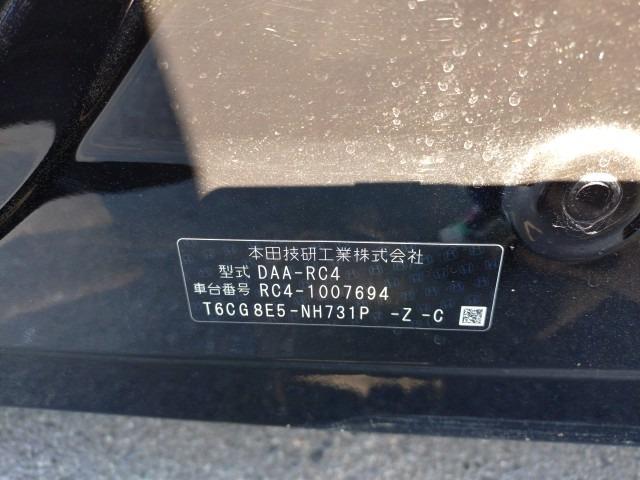 本田技研工業株式会社
型式 DAA-RC4
車台番号 RC4-1007694
T6CG8E5-NH731P -Z -C